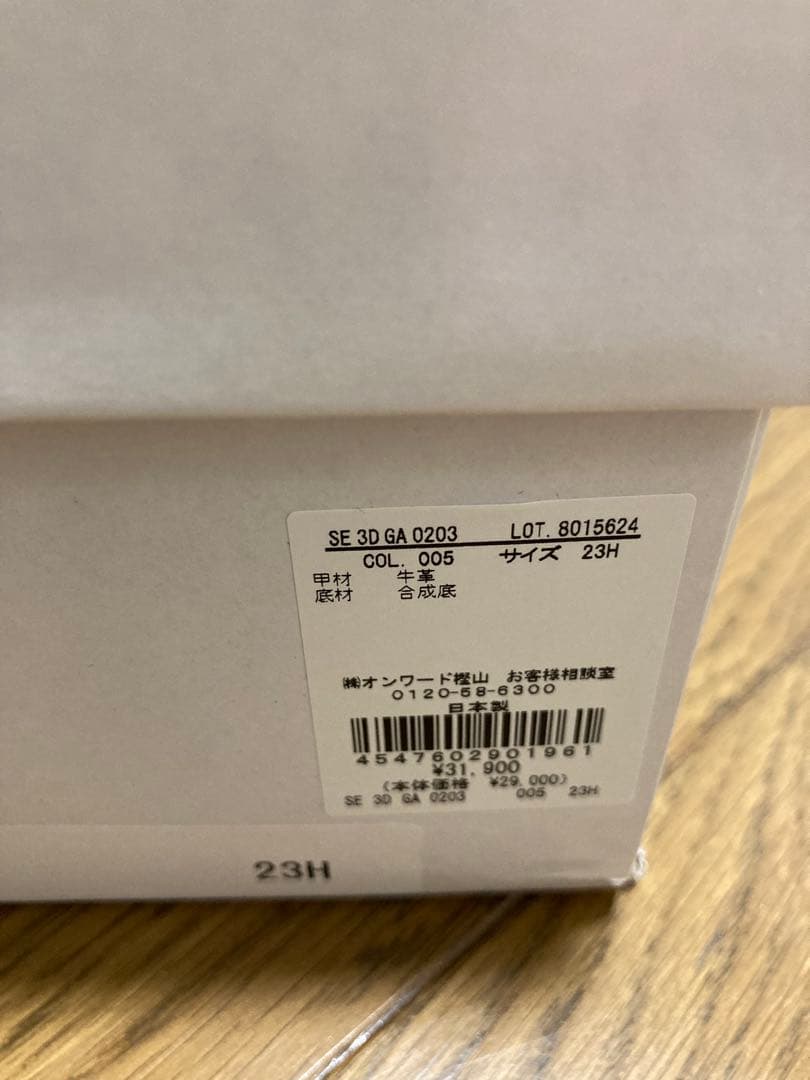 SE 3D GA 0203 LOT. 8015624
COL. 005 サイズ 23H
甲材 牛革
底材 合成底
㈱オンワード樫山 お客様相談室
0120-58-6300
日本製
4547602901961
¥31,900
(本体価格 ¥29,000)
SE 3D GA 0203 005 23H
23H